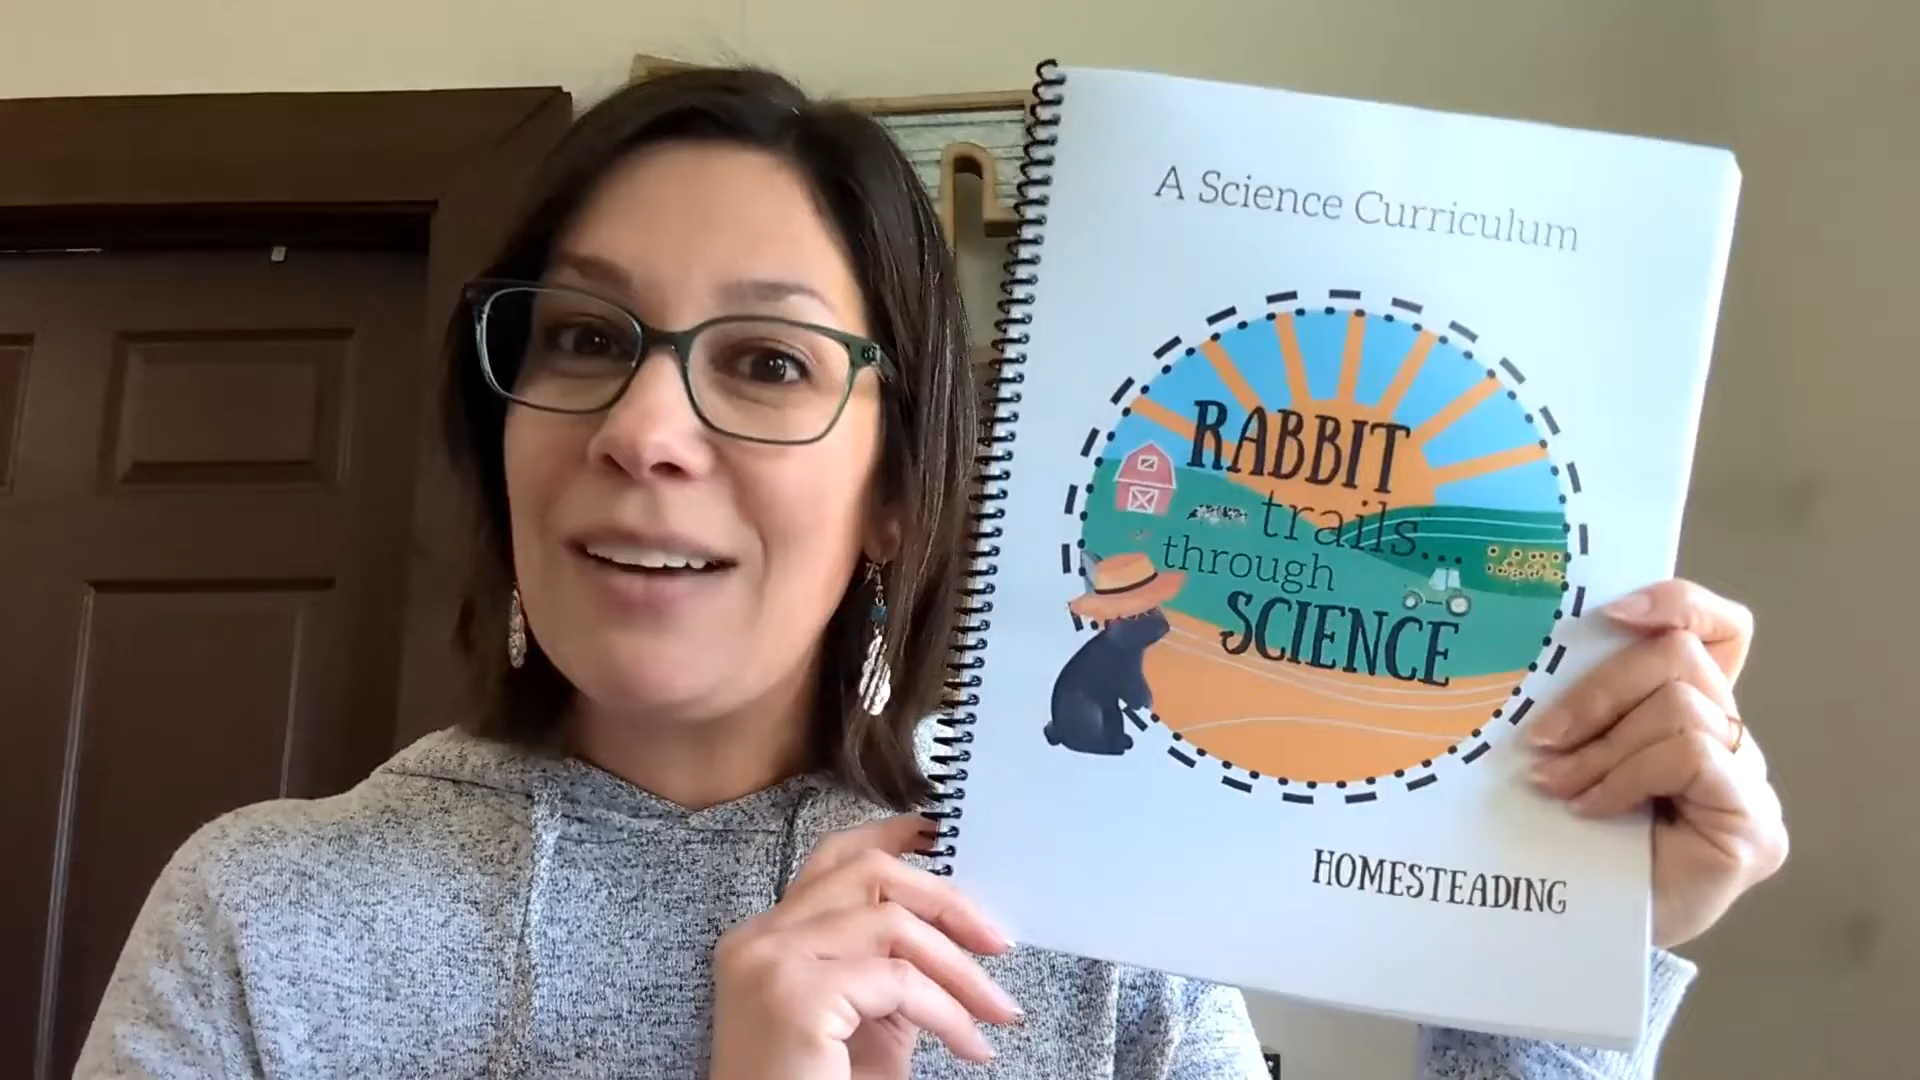 A Science Curriculum
RABBIT
trails...
through
SCIENCE
HOMESTEADING